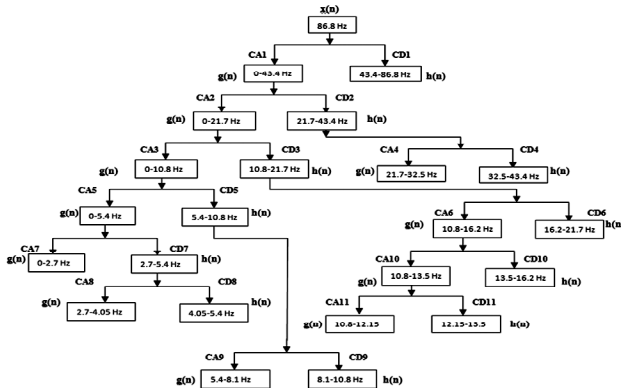 x(n)
86.8 Hz
CA1 CD1
g(n) 0-43.4 Hz 43.4-86.8 Hz h(n)
CA2 CD2
g(n) 0-21.7 Hz 21.7-43.4 Hz h(n)
CA3 CD3 CA4 CD4
g(n) 0-10.8 Hz 10.8-21.7 Hz h(n) g(n) 21.7-32.5 Hz 32.5-43.4 Hz h(n)
CA5 CD5 CA6 CD6
g(n) 0-5.4 Hz 5.4-10.8 Hz h(n) g(n) 10.8-16.2 Hz 16.2-21.7 Hz h(n
CA7 CD7 CA10 CD10
g(n) 0-2.7 Hz 2.7-5.4 Hz h(n) g(n) 10.8-13.5 Hz 13.5-16.2 Hz h(n)
CA8 CD8 CA11 CD11
g(n) 2.7-4.05 Hz 4.05-5.4 Hz h(n) g(n) 10.8-12.15 12.15-13.5 h(n)
CA9 CD9
g(n) 5.4-8.1 Hz 8.1-10.8 Hz h(n)